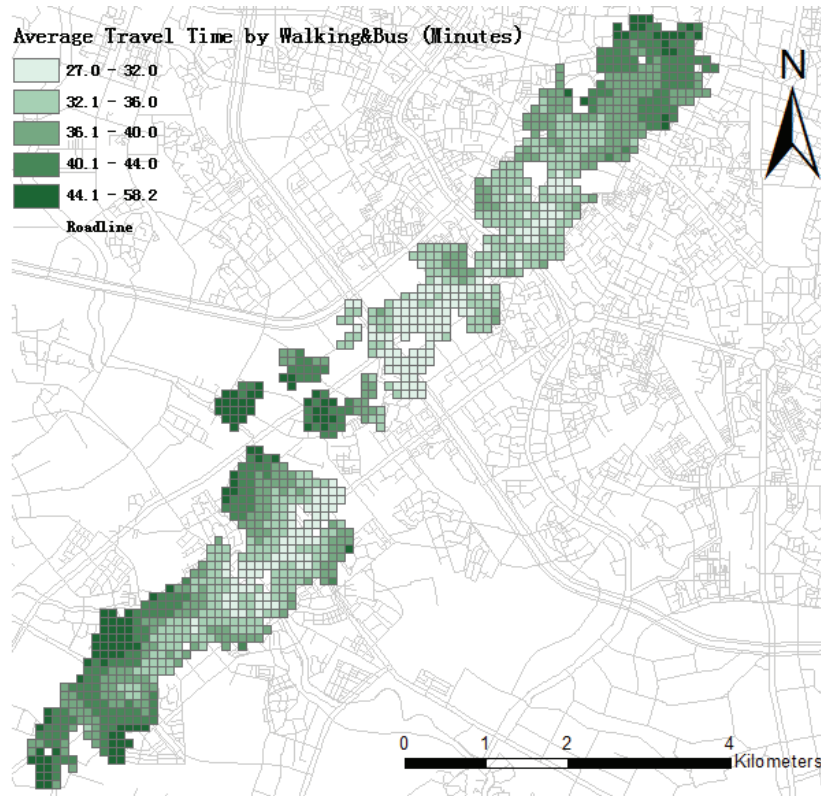 Average Travel Time by Walking&Bus (Minutes)
27.0 - 32.0
32.1 - 36.0
36.1 - 40.0
40.1 - 44.0
44.1 - 58.2
Roadline
N
0 1 2 4
Kilometers